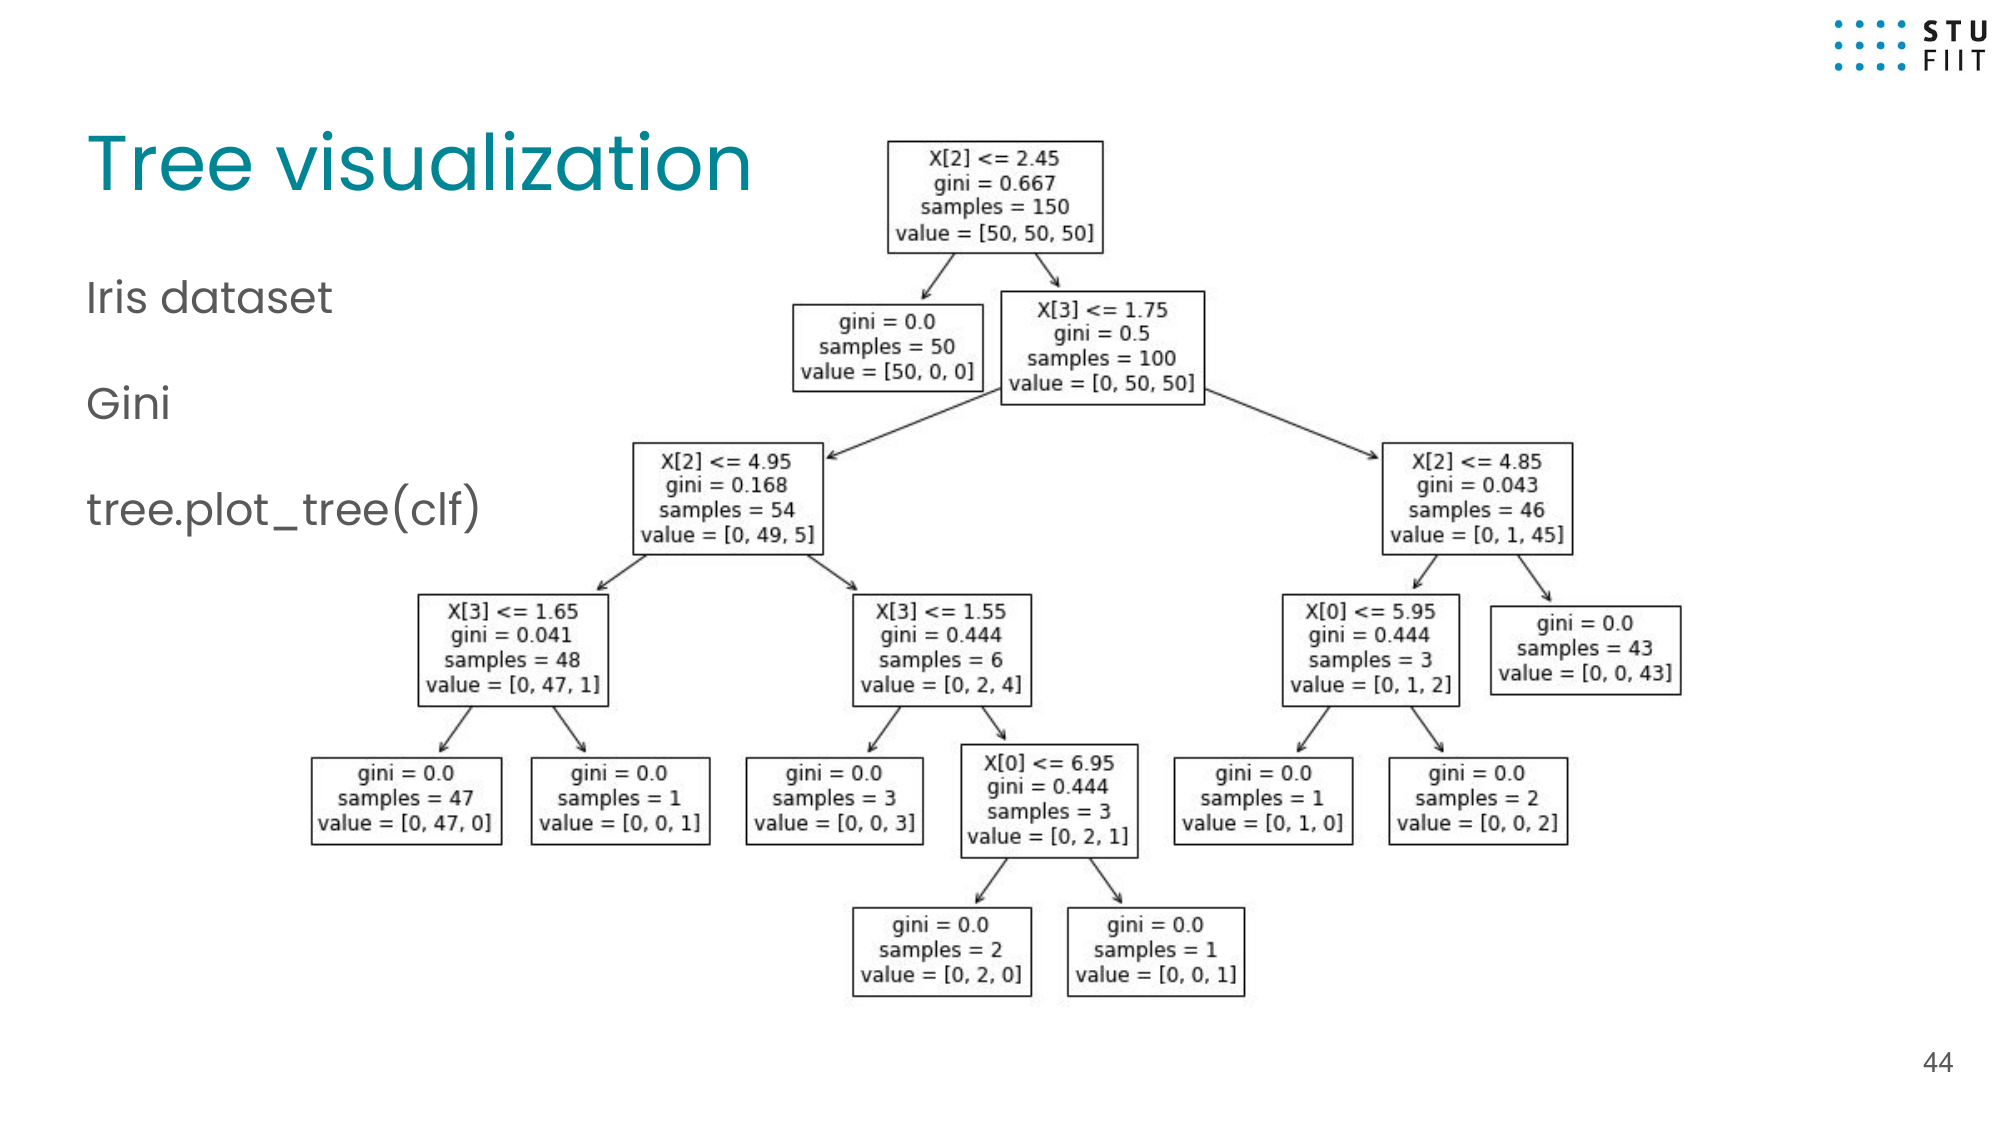 STU
FIIT
Tree visualization
Iris dataset
Gini
tree.plot_tree(clf)
X[2] <= 2.45
gini = 0.667
samples = 150
value = [50, 50, 50]
gini = 0.0
samples = 50
value = [50, 0, 0]
X[3] <= 1.75
gini = 0.5
samples = 100
value = [0, 50, 50]
X[2] <= 4.95
gini = 0.168
samples = 54
value = [0, 49, 5]
X[2] <= 4.85
gini = 0.043
samples = 46
value = [0, 1, 45]
X[3] <= 1.65
gini = 0.041
samples = 48
value = [0, 47, 1]
X[3] <= 1.55
gini = 0.444
samples = 6
value = [0, 2, 4]
X[0] <= 5.95
gini = 0.444
samples = 3
value = [0, 1, 2]
gini = 0.0
samples = 43
value = [0, 0, 43]
gini = 0.0
samples = 47
value = [0, 47, 0]
gini = 0.0
samples = 1
value = [0, 0, 1]
gini = 0.0
samples = 3
value = [0, 0, 3]
X[0] <= 6.95
gini = 0.444
samples = 3
value = [0, 2, 1]
gini = 0.0
samples = 1
value = [0, 1, 0]
gini = 0.0
samples = 2
value = [0, 0, 2]
gini = 0.0
samples = 2
value = [0, 2, 0]
gini = 0.0
samples = 1
value = [0, 0, 1]
44